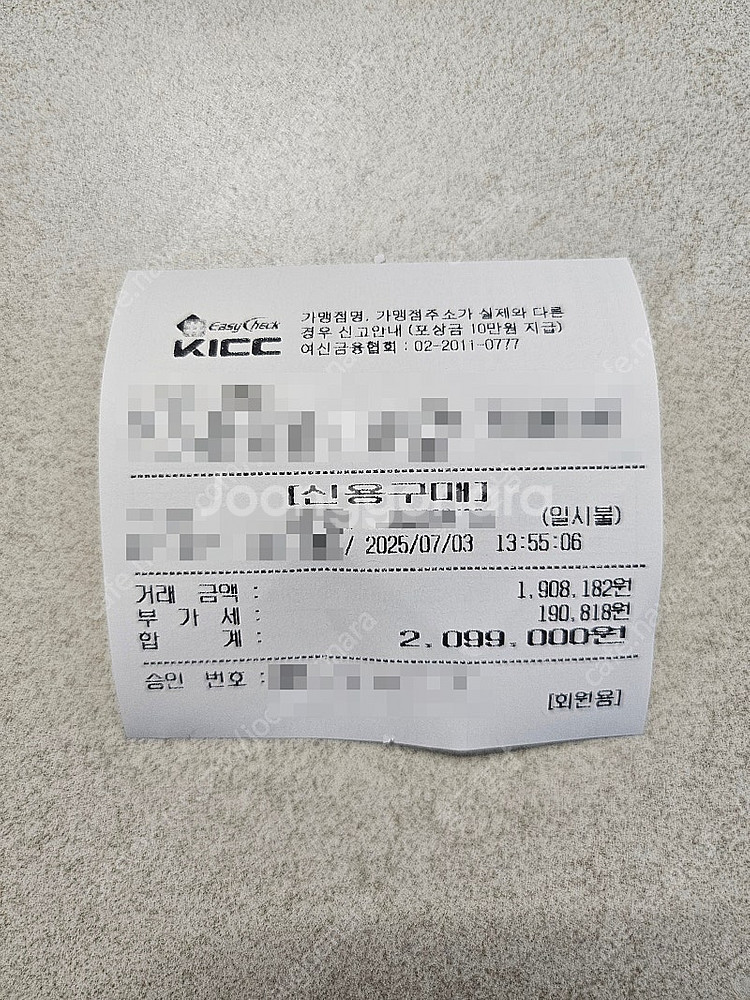 EasyCheck
KICC
가맹점명, 가맹점주소가 실제와 다른
경우 신고안내 (포상금 10만원 지급)
여신금융협회 : 02-2011-0777
[신용구매]
(일시불)
/ 2025/07/03 13:55:06
거래 금액 : 1,908,182원
부 가 세 : 190,818원
합 계 : 2,099,000원
승인 번호 :
[회원용]
Joonggonara